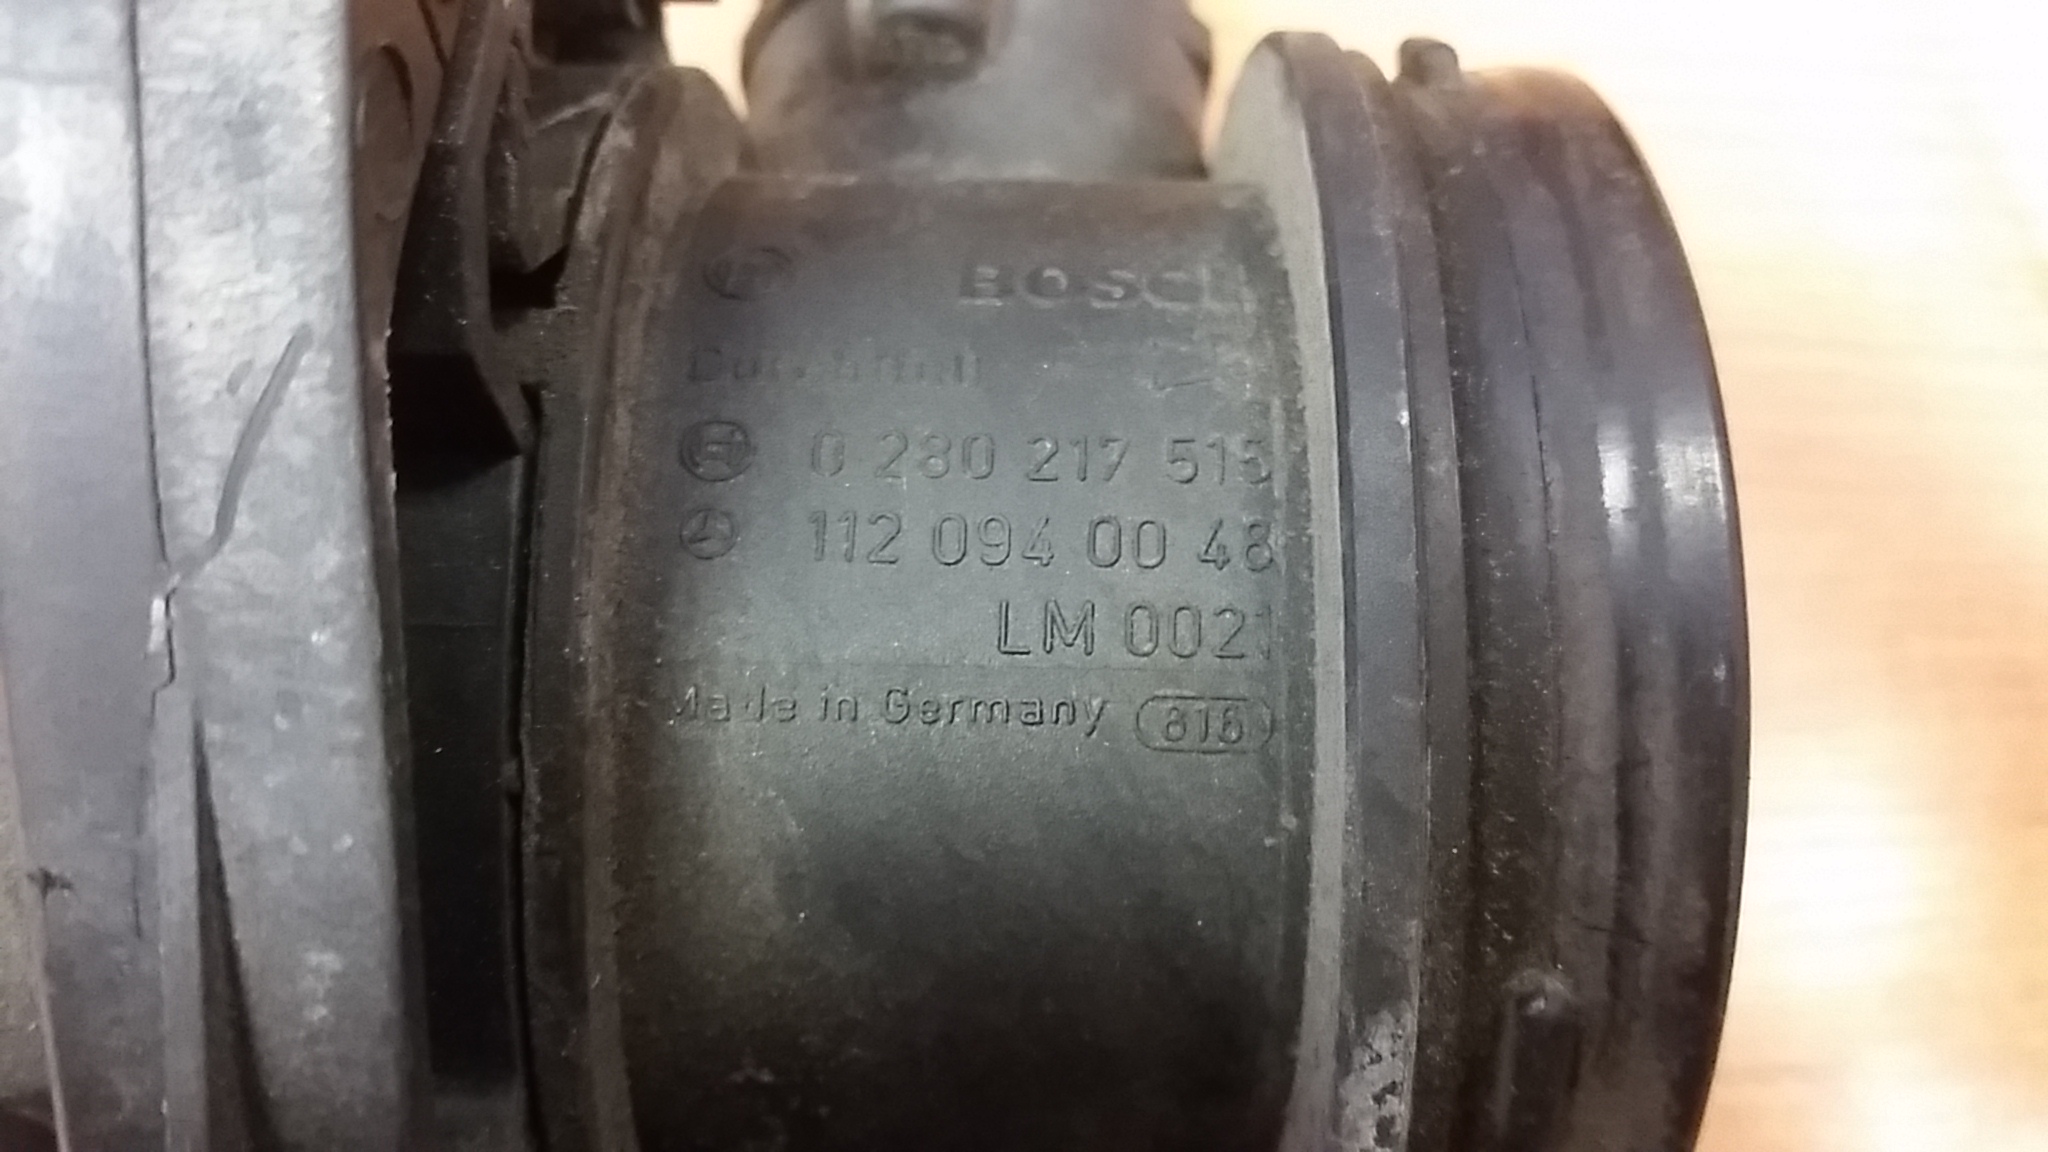 BOSCH
0 280 217 515
112 094 00 48
LM 0021
Made in Germany 816